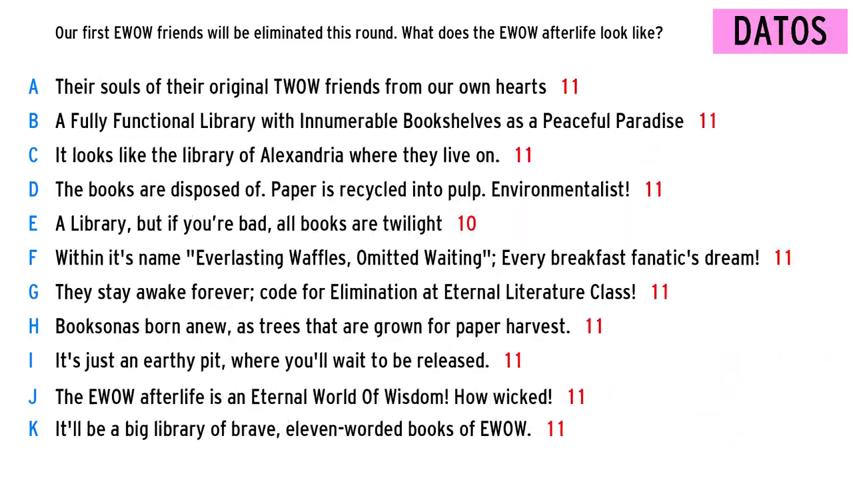 Our first EWOW friends will be eliminated this round. What does the EWOW afterlife look like?
DATOS
A Their souls of their original TWOW friends from our own hearts 11
B A Fully Functional Library with Innumerable Bookshelves as a Peaceful Paradise 11
C It looks like the library of Alexandria where they live on. 11
D The books are disposed of. Paper is recycled into pulp. Environmentalist! 11
E A Library, but if you're bad, all books are twilight 10
F Within it's name "Everlasting Waffles, Omitted Waiting"; Every breakfast fanatic's dream! 11
G They stay awake forever; code for Elimination at Eternal Literature Class! 11
H Booksonas born anew, as trees that are grown for paper harvest. 11
I It's just an earthy pit, where you'll wait to be released. 11
J The EWOW afterlife is an Eternal World Of Wisdom! How wicked! 11
K It'll be a big library of brave, eleven-worded books of EWOW. 11